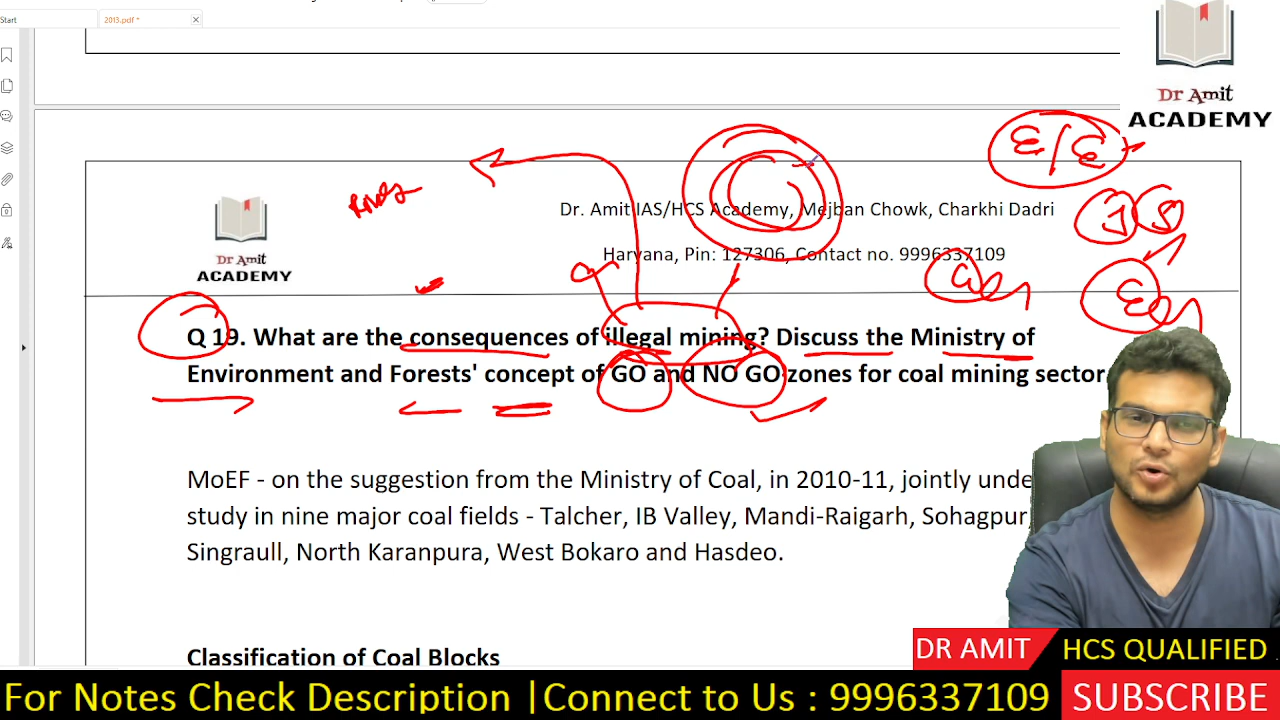 Start
2013.pdf *
Dr Amit
ACADEMY
Dr. Amit IAS/HCS Academy, Mejban Chowk, Charkhi Dadri
Haryana, Pin: 127306, Contact no. 9996337109
Dr Amit
ACADEMY
Q 19. What are the consequences of illegal mining? Discuss the Ministry of
Environment and Forests' concept of GO and NO GO zones for coal mining sector
MoEF - on the suggestion from the Ministry of Coal, in 2010-11, jointly unde
study in nine major coal fields - Talcher, IB Valley, Mandi-Raigarh, Sohagpur,
Singraull, North Karanpura, West Bokaro and Hasdeo.
Classification of Coal Blocks
DR AMIT HCS QUALIFIED
For Notes Check Description | Connect to Us : 9996337109 SUBSCRIBE